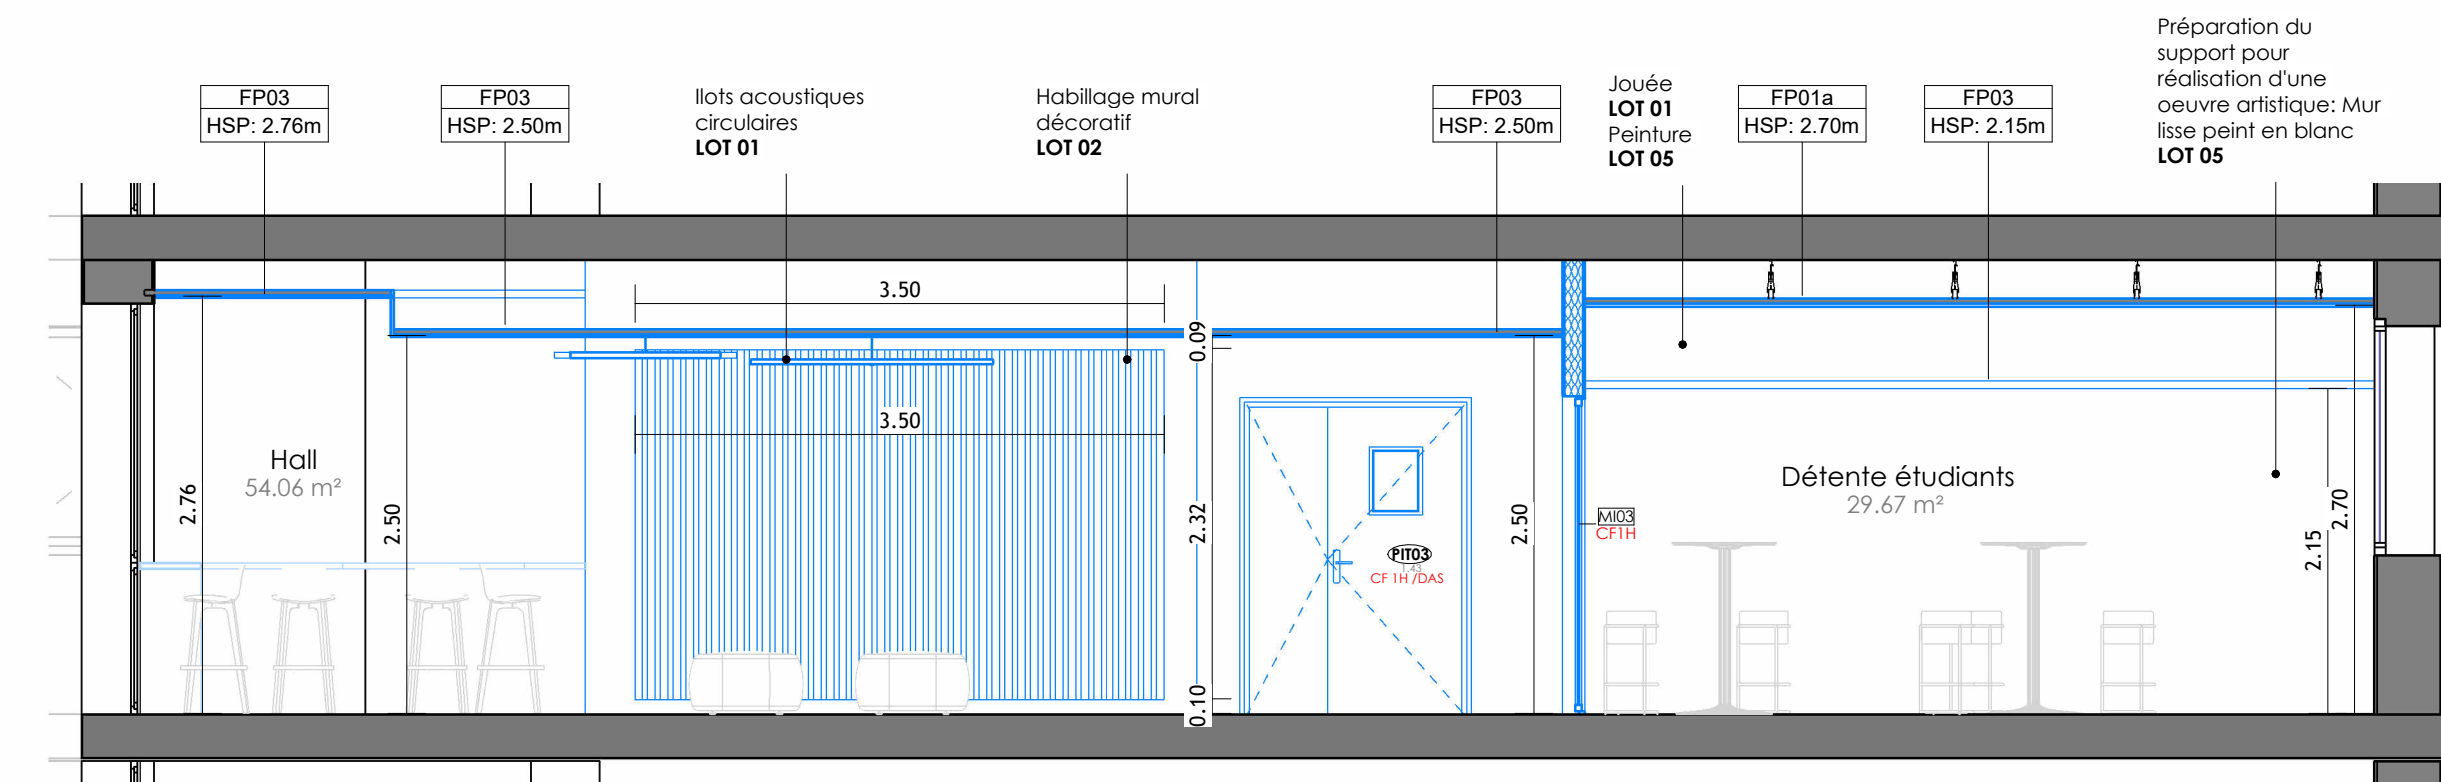 FP03
HSP: 2.76m
FP03
HSP: 2.50m
Ilots acoustiques
circulaires
LOT 01
Habillage mural
décoratif
LOT 02
FP03
HSP: 2.50m
Jouée
LOT 01
Peinture
LOT 05
FP01a
HSP: 2.70m
FP03
HSP: 2.15m
Préparation du
support pour
réalisation d'une
oeuvre artistique: Mur
lisse peint en blanc
LOT 05
3.50
0.09
3.50
Hall
54.06 m²
2.76
2.50
2.32
2.50
0.10
PIT03
1.43
CF 1H /DAS
MI03
CF1H
Détente étudiants
29.67 m²
2.70
2.15